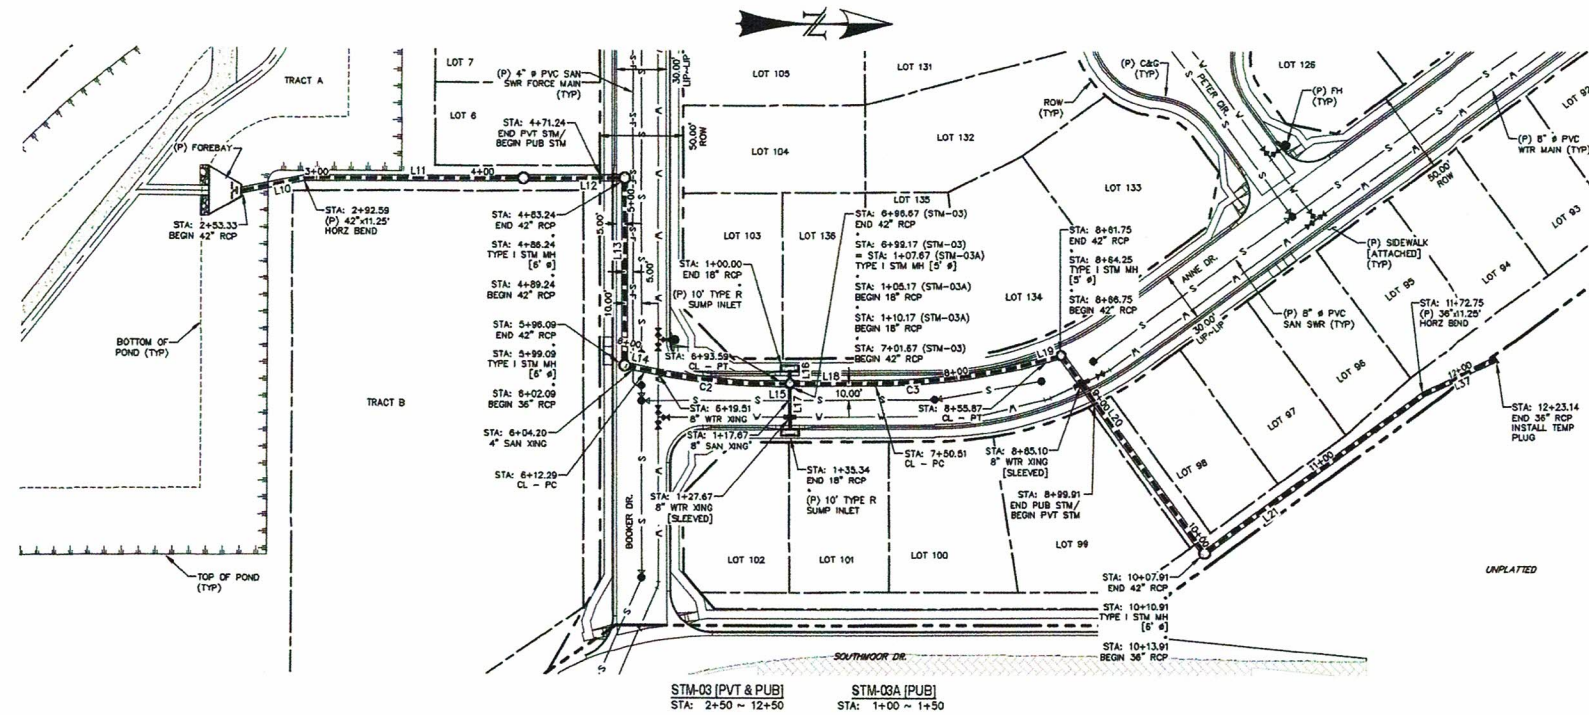 N
TRACT A
LOT 7
LOT 6
(P) 4" ø PVC SAN
SWR FORCE MAIN
(TYP)
STA: 4+71.24
END PVT STM/
BEGIN PUB STM
30.00'
LIP~LIP
50.00'
ROW
LOT 105
LOT 104
LOT 131
LOT 132
LOT 133
LOT 134
LOT 135
LOT 136
LOT 103
ROW
(TYP)
(P) C&G
(TYP)
PETER CIR.
LOT 126
(P) FH
(TYP)
(P) 8" ø PVC
WTR MAIN (TYP)
LOT 92
LOT 93
LOT 94
LOT 95
LOT 96
LOT 97
LOT 98
LOT 99
50.00'
ROW
(P) SIDEWALK
[ATTACHED]
(TYP)
ANNE DR.
30.00'
LIP~LIP
(P) 8" ø PVC
SAN SWR (TYP)
(P) FOREBAY
L10
3+00
L11
4+00
L12
5+00
L13
5.00'
5.00'
10.00'
6+00
L14
STA: 2+53.33
BEGIN 42" RCP
STA: 2+92.59
(P) 42"x11.25'
HORZ BEND
STA: 4+83.24
END 42" RCP
STA: 4+86.24
TYPE I STM MH
[6' ø]
STA: 4+89.24
BEGIN 42" RCP
STA: 5+96.09
END 42" RCP
STA: 5+99.09
TYPE I STM MH
[6' ø]
STA: 6+02.09
BEGIN 36" RCP
STA: 6+04.20
4" SAN XING
STA: 6+12.29
CL - PC
STA: 1+00.00
END 18" RCP
(P) 10' TYPE R
SUMP INLET
STA: 6+96.67 (STM-03)
END 42" RCP
STA: 6+99.17 (STM-03)
= STA: 1+07.67 (STM-03A)
TYPE I STM MH [5' ø]
STA: 1+05.17 (STM-03A)
BEGIN 18" RCP
STA: 1+10.17 (STM-03A)
BEGIN 18" RCP
STA: 7+01.67 (STM-03)
BEGIN 42" RCP
STA: 8+61.75
END 42" RCP
STA: 8+64.25
TYPE I STM MH
[5' ø]
STA: 8+66.75
BEGIN 42" RCP
6+93.59
CL - PT
C2
L15
L16
L17
L18
10.00'
C3
8+00
L19
STA: 6+19.51
8" WTR XING
STA: 1+17.67
8" SAN XING
STA: 1+27.67
8" WTR XING
[SLEEVED]
STA: 1+35.34
END 18" RCP
(P) 10' TYPE R
SUMP INLET
STA: 8+55.87
CL - PT
STA: 7+50.51
CL - PC
STA: 8+85.10
8" WTR XING
[SLEEVED]
STA: 8+99.91
END PUB STM/
BEGIN PVT STM
9+00
L20
10+00
L21
11+00
12+00
L37
STA: 11+72.75
(P) 36"x11.25'
HORZ BEND
STA: 12+23.14
END 36" RCP
INSTALL TEMP
PLUG
STA: 10+07.91
END 42" RCP
STA: 10+10.91
TYPE I STM MH
[6' ø]
STA: 10+13.91
BEGIN 36" RCP
BOTTOM OF
POND (TYP)
TOP OF POND
(TYP)
TRACT B
BOOKER DR.
LOT 102
LOT 101
LOT 100
UNPLATTED
SOUTHMOOR DR.
STM-03 [PVT & PUB]
STA: 2+50 ~ 12+50
STM-03A [PUB]
STA: 1+00 ~ 1+50